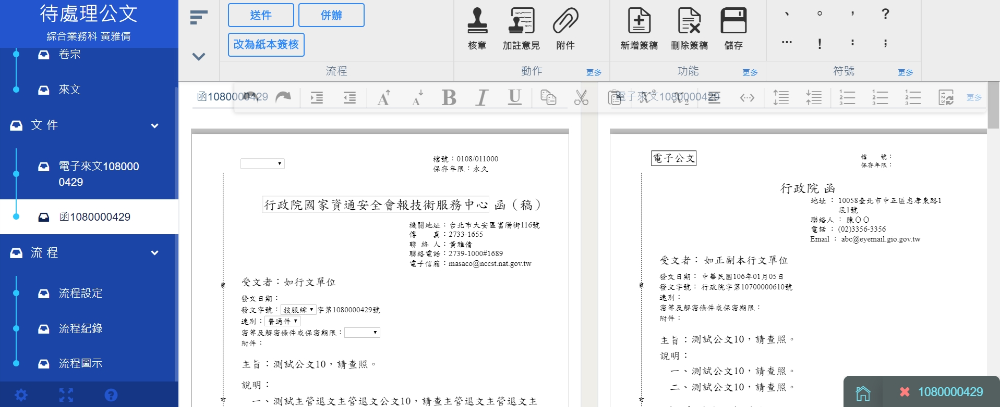 待處理公文
綜合業務科 黃雅倩
卷宗
來文
文 件
電子來文108000
0429
函1080000429
流 程
流程設定
流程紀錄
流程圖示
送件 併辦
改為紙本簽核
流程
核章 加註意見 附件
動作 更多
新增簽稿 刪除簽稿 儲存
功能 更多
、 。 , ?
… ! : ;
符號 更多
函1080000429
電子來文1080000429
更多
檔號：0108/011000
保存年限：永久
行政院國家資通安全會報技術服務中心 函（稿）
機關地址：台北市大安區富陽街116號
傳 真：2733-1655
聯 絡 人：黃雅倩
聯絡電話：2739-1000#1689
電子信箱：masaco@nccst.nat.gov.tw
受文者：如行文單位
發文日期：
發文字號：技服綜 字第1080000429號
速別：普通件
密等及解密條件或保密期限：
附件：
主旨：測試公文10，請查照。
說明：
一、測試主管退文主管退文公文10，請查主管退文主管退文主
裝
訂
電子公文
檔 號：
保存年限：
行政院 函
地址 ： 10058臺北市中正區忠孝東路1
段1號
聯絡人 ： 陳ＯＯ
電話 ： (02)3356-3356
Email ： abc@eyemail.gio.gov.tw
受文者： 如正副本行文單位
發文日期： 中華民國106年01月05日
發文字號： 行政院字第10700000610號
速別：
密等及解密條件或保密期限：
附件：
主旨：測試公文10，請查照。
說明：
一、測試公文10，請查照。
二、測試公文10，請查照。
裝
訂
1080000429